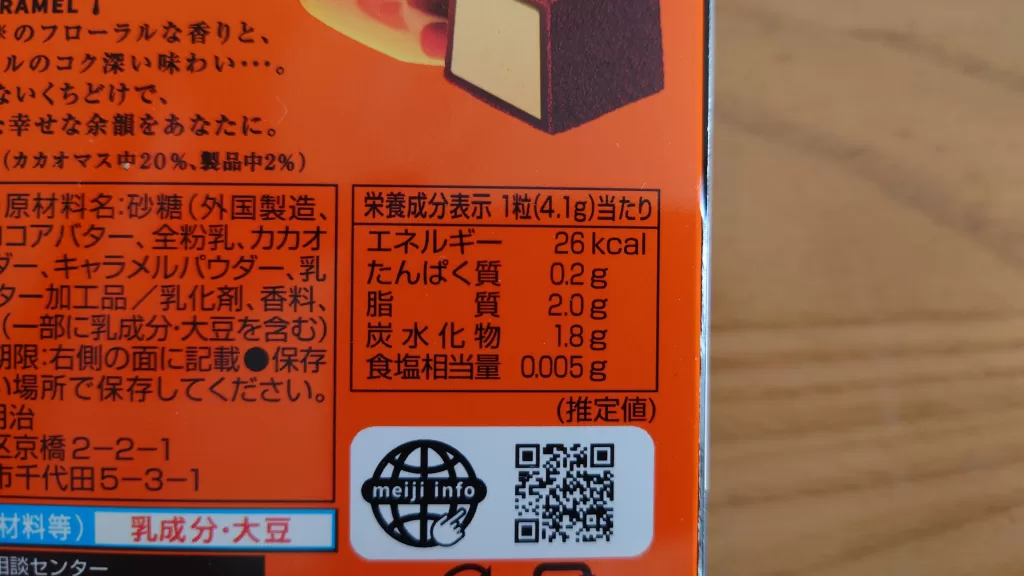 RAMEL
※のフローラルな香りと、
ルのコク深い味わい…。
ないくちどけで、
な幸せな余韻をあなたに。
(カカオマス中20%、製品中2%)
原材料名:砂糖(外国製造、
ココアバター、全粉乳、カカオ
ダー、キャラメルパウダー、乳
ター加工品／乳化剤、香料、
(一部に乳成分・大豆を含む)
期限:右側の面に記載●保存
い場所で保存してください。
明治
区京橋2-2-1
市千代田5-3-1
材料等) 乳成分・大豆
相談センター
栄養成分表示 1粒(4.1g)当たり
エネルギー 26kcal
たんぱく質 0.2g
脂質 2.0g
炭水化物 1.8g
食塩相当量 0.005g
(推定値)
meiji info